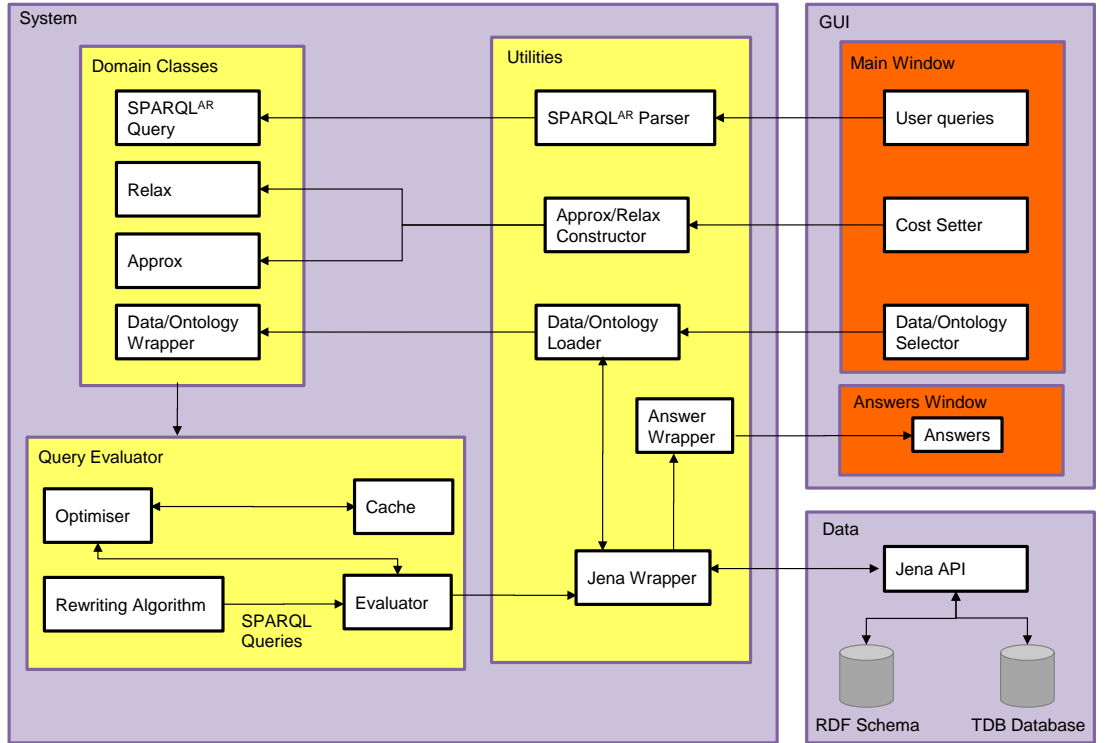 System
Domain Classes
SPARQL^AR
Query
Relax
Approx
Data/Ontology
Wrapper
Utilities
SPARQL^AR Parser
Approx/Relax
Constructor
Data/Ontology
Loader
Answer
Wrapper
Jena Wrapper
Query Evaluator
Optimiser
Cache
Rewriting Algorithm
SPARQL
Queries
Evaluator
GUI
Main Window
User queries
Cost Setter
Data/Ontology
Selector
Answers Window
Answers
Data
Jena API
RDF Schema
TDB Database